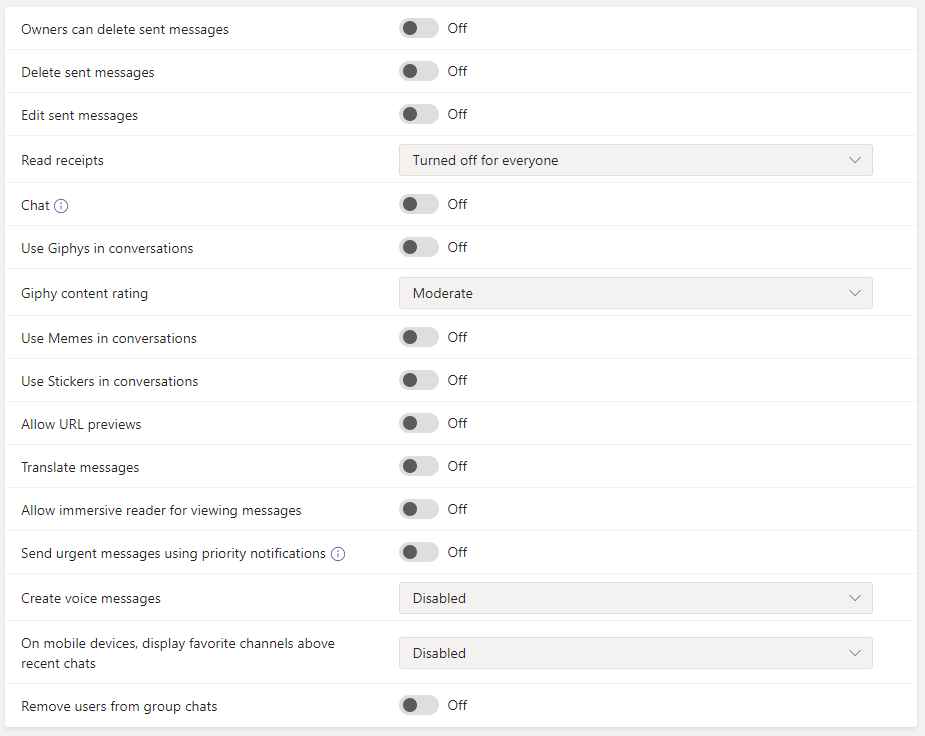 Owners can delete sent messages Off
Delete sent messages Off
Edit sent messages Off
Read receipts Turned off for everyone
Chat Off
Use Giphys in conversations Off
Giphy content rating Moderate
Use Memes in conversations Off
Use Stickers in conversations Off
Allow URL previews Off
Translate messages Off
Allow immersive reader for viewing messages Off
Send urgent messages using priority notifications Off
Create voice messages Disabled
On mobile devices, display favorite channels above
recent chats Disabled
Remove users from group chats Off